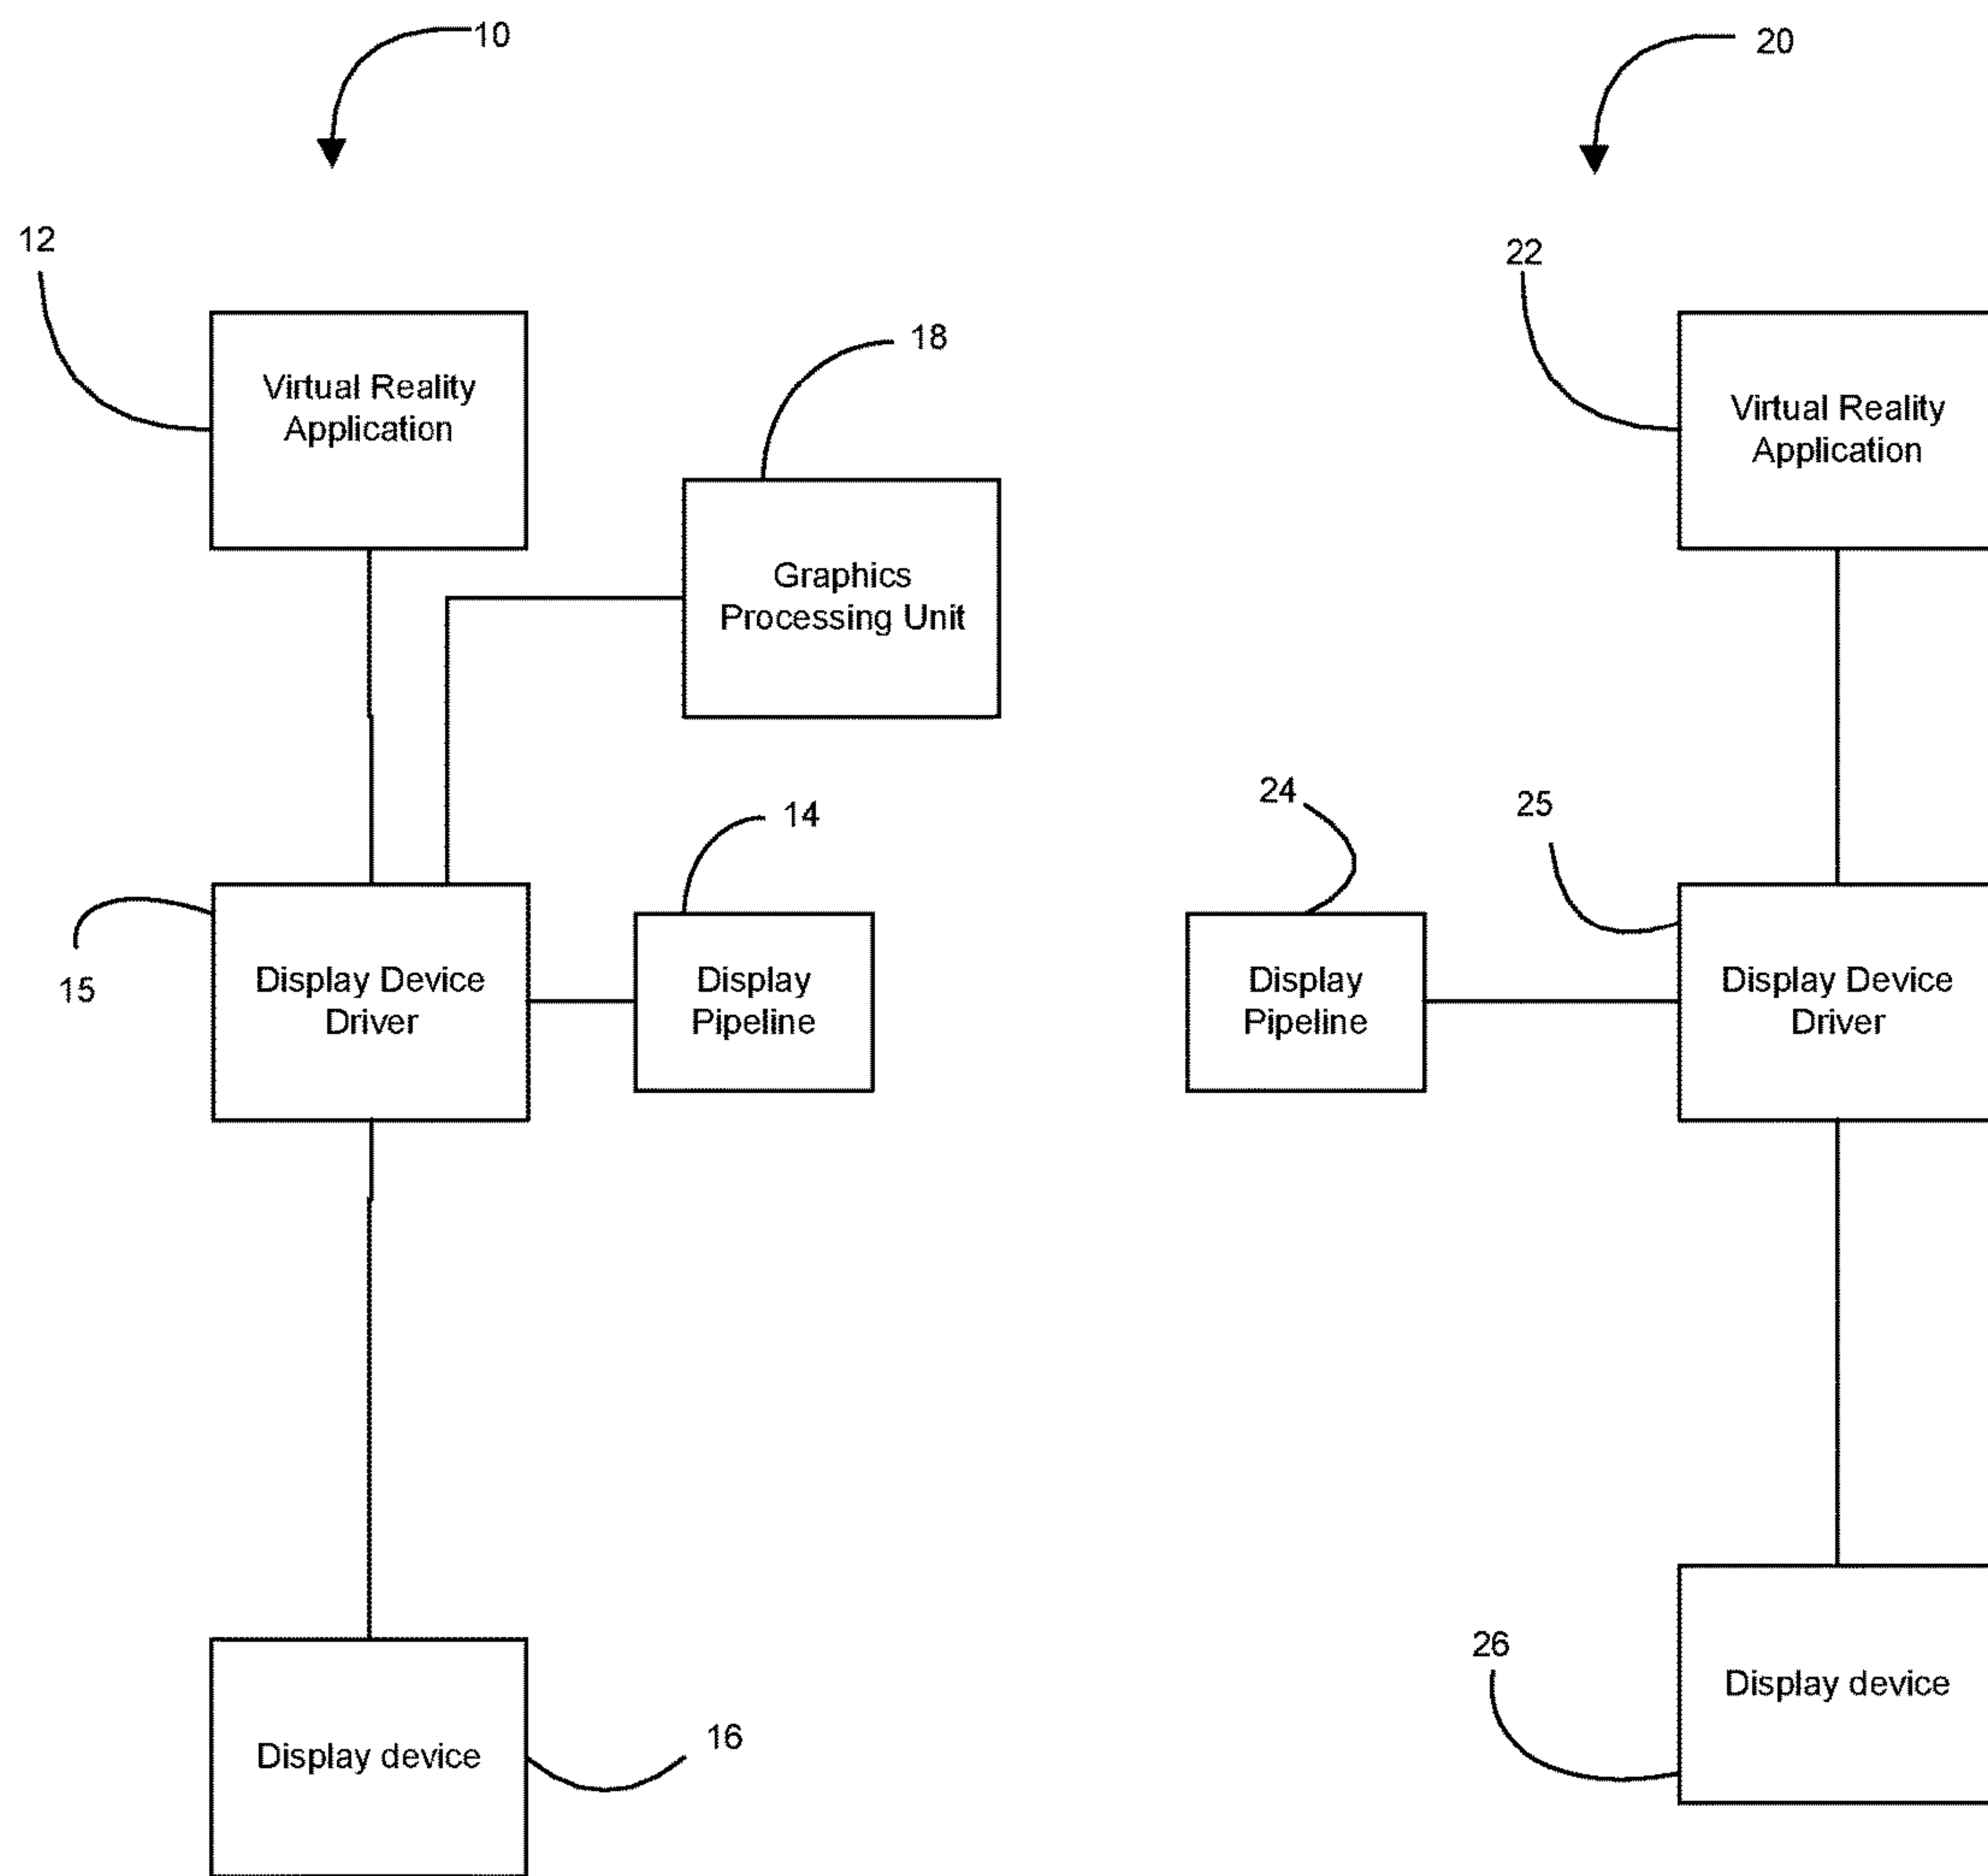 10
20
12
22
18
Virtual Reality
Application
Virtual Reality
Application
Graphics
Processing Unit
24
25
14
15
Display Device
Driver
Display
Pipeline
Display
Pipeline
Display Device
Driver
26
Display device
16
Display device